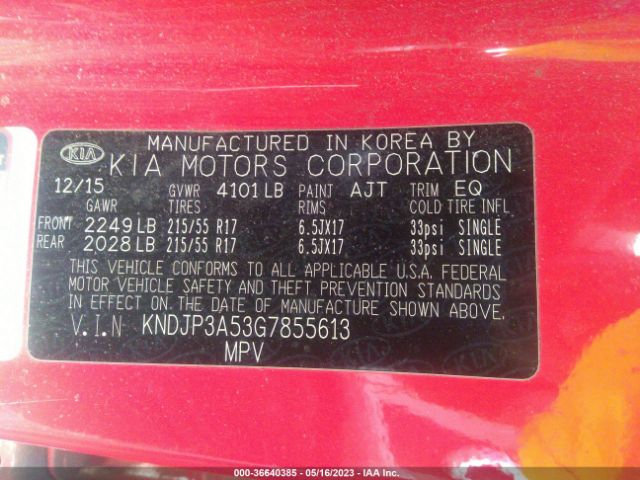 MANUFACTURED IN KOREA BY
KIA KIA MOTORS CORPORATION
12/15 GVWR 4101 LB PAINT AJT TRIM EQ
GAWR TIRES RIMS COLD TIRE INFL
FRONT 2249 LB 215/55 R17 6.5JX17 33psi SINGLE
REAR 2028 LB 215/55 R17 6.5JX17 33psi SINGLE
THIS VEHICLE CONFORMS TO ALL APPLICABLE U.S.A. FEDERAL
MOTOR VEHICLE SAFETY AND THEFT PREVENTION STANDARDS
IN EFFECT ON THE DATE OF MANUFACTURE SHOWN ABOVE.
V.I.N KNDJP3A53G7855613
MPV
000-36640385 - 05/16/2023 - IAA Inc.